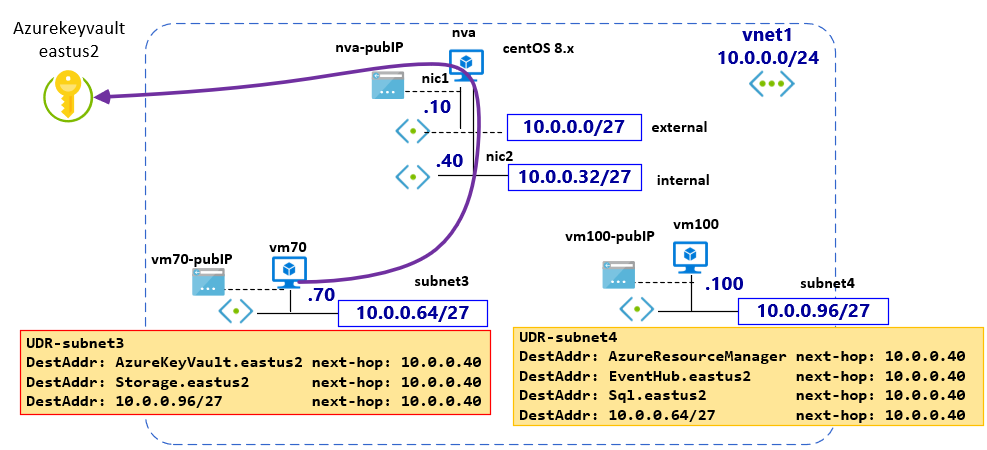 Azurekeyvault
eastus2
nva
nva-pubIP
centOS 8.x
vnet1
10.0.0.0/24
nic1
.10
10.0.0.0/27
external
.40
nic2
10.0.0.32/27
internal
vm70-pubIP
vm70
.70
subnet3
10.0.0.64/27
vm100-pubIP
vm100
.100
subnet4
10.0.0.96/27
UDR-subnet3
DestAddr: AzureKeyVault.eastus2 next-hop: 10.0.0.40
DestAddr: Storage.eastus2 next-hop: 10.0.0.40
DestAddr: 10.0.0.96/27 next-hop: 10.0.0.40
UDR-subnet4
DestAddr: AzureResourceManager next-hop: 10.0.0.40
DestAddr: EventHub.eastus2 next-hop: 10.0.0.40
DestAddr: Sql.eastus2 next-hop: 10.0.0.40
DestAddr: 10.0.0.64/27 next-hop: 10.0.0.40